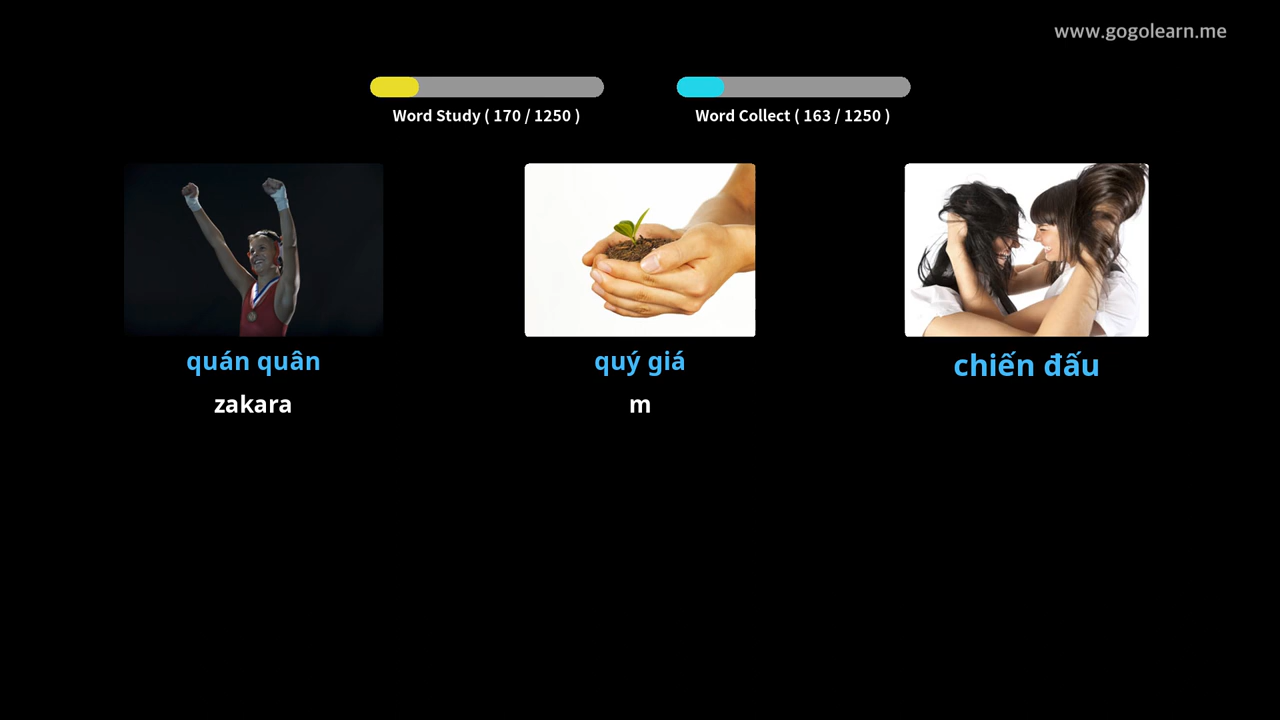 www.gogolearn.me
Word Study ( 170 / 1250 )
Word Collect ( 163 / 1250 )
quán quân
quý giá
chiến đấu
zakara
m